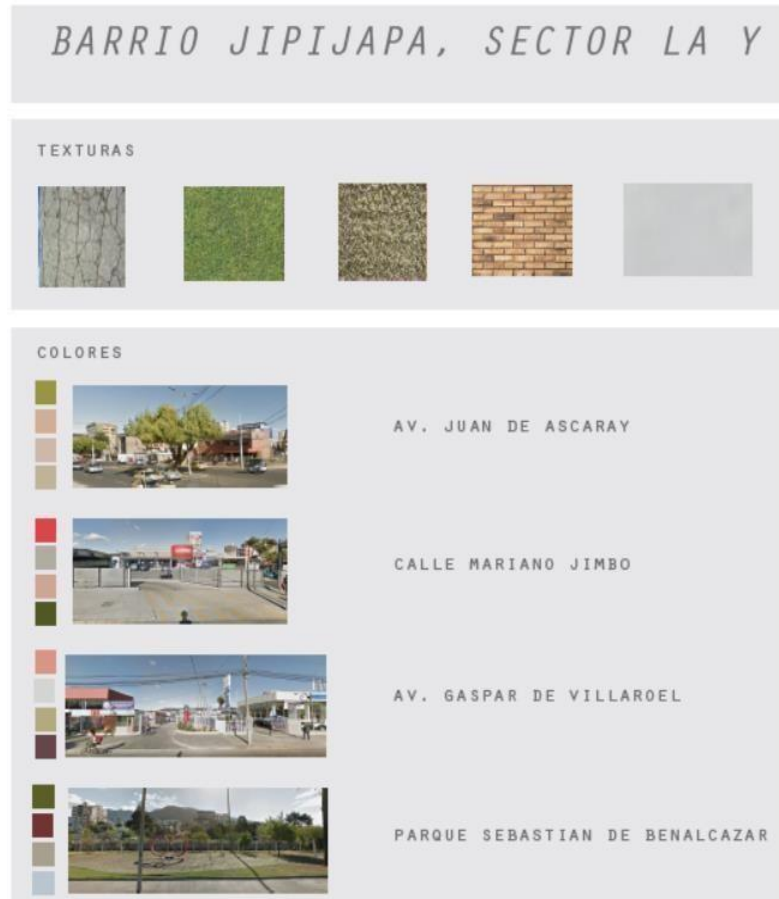 BARRIO JIPIJAPA, SECTOR LA Y
TEXTURAS
COLORES
AV. JUAN DE ASCARAY
CALLE MARIANO JIMBO
AV. GASPAR DE VILLAROEL
PARQUE SEBASTIAN DE BENALCAZAR